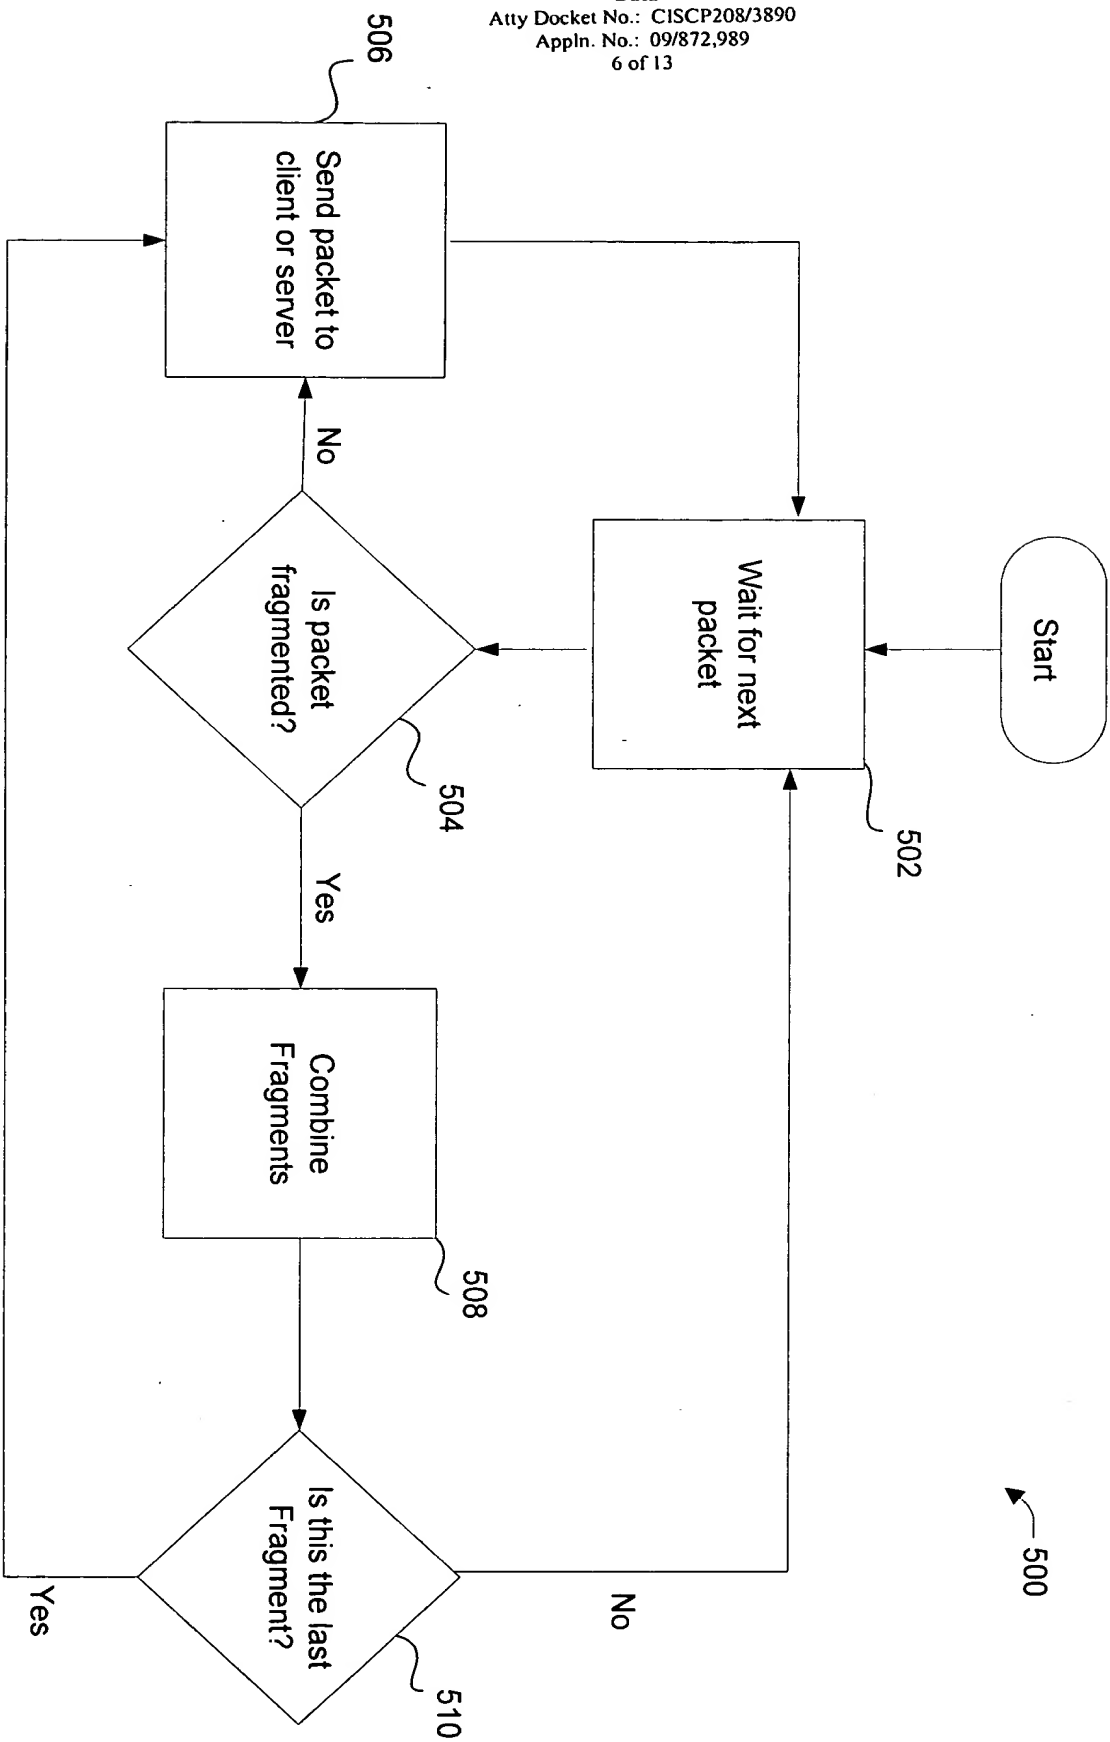 Atty Docket No.: CISCP208/3890
Appln. No.: 09/872,989
6 of 13
Start
500
Wait for next
packet
502
506
Send packet to
client or server
No
Is packet
fragmented?
504
Yes
Combine
Fragments
508
Is this the last
Fragment?
510
No
Yes